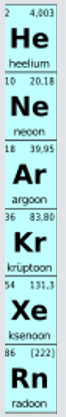 2 4,003
He
heelium
10 20,18
Ne
neoon
18 39,95
Ar
argoon
36 83,80
Kr
krüptoon
54 131,3
Xe
ksenoon
86 [222]
Rn
radoon